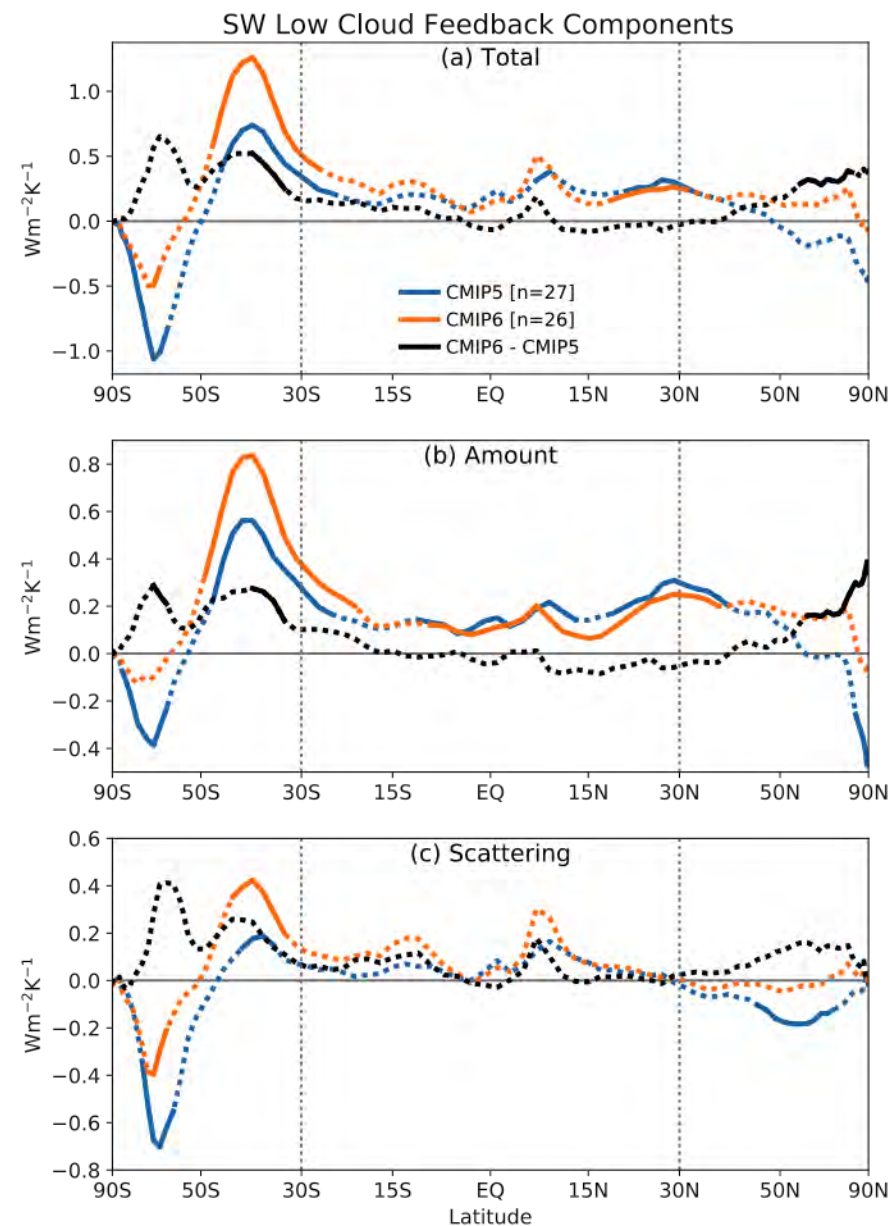 SW Low Cloud Feedback Components
(a) Total
1.0
0.5
0.0
−0.5
−1.0
Wm−2K−1
CMIP5 [n=27]
CMIP6 [n=26]
CMIP6 - CMIP5
90S 50S 30S 15S EQ 15N 30N 50N 90N
(b) Amount
0.8
0.6
0.4
0.2
0.0
−0.2
−0.4
Wm−2K−1
90S 50S 30S 15S EQ 15N 30N 50N 90N
(c) Scattering
0.6
0.4
0.2
0.0
−0.2
−0.4
−0.6
−0.8
Wm−2K−1
90S 50S 30S 15S EQ 15N 30N 50N 90N
Latitude